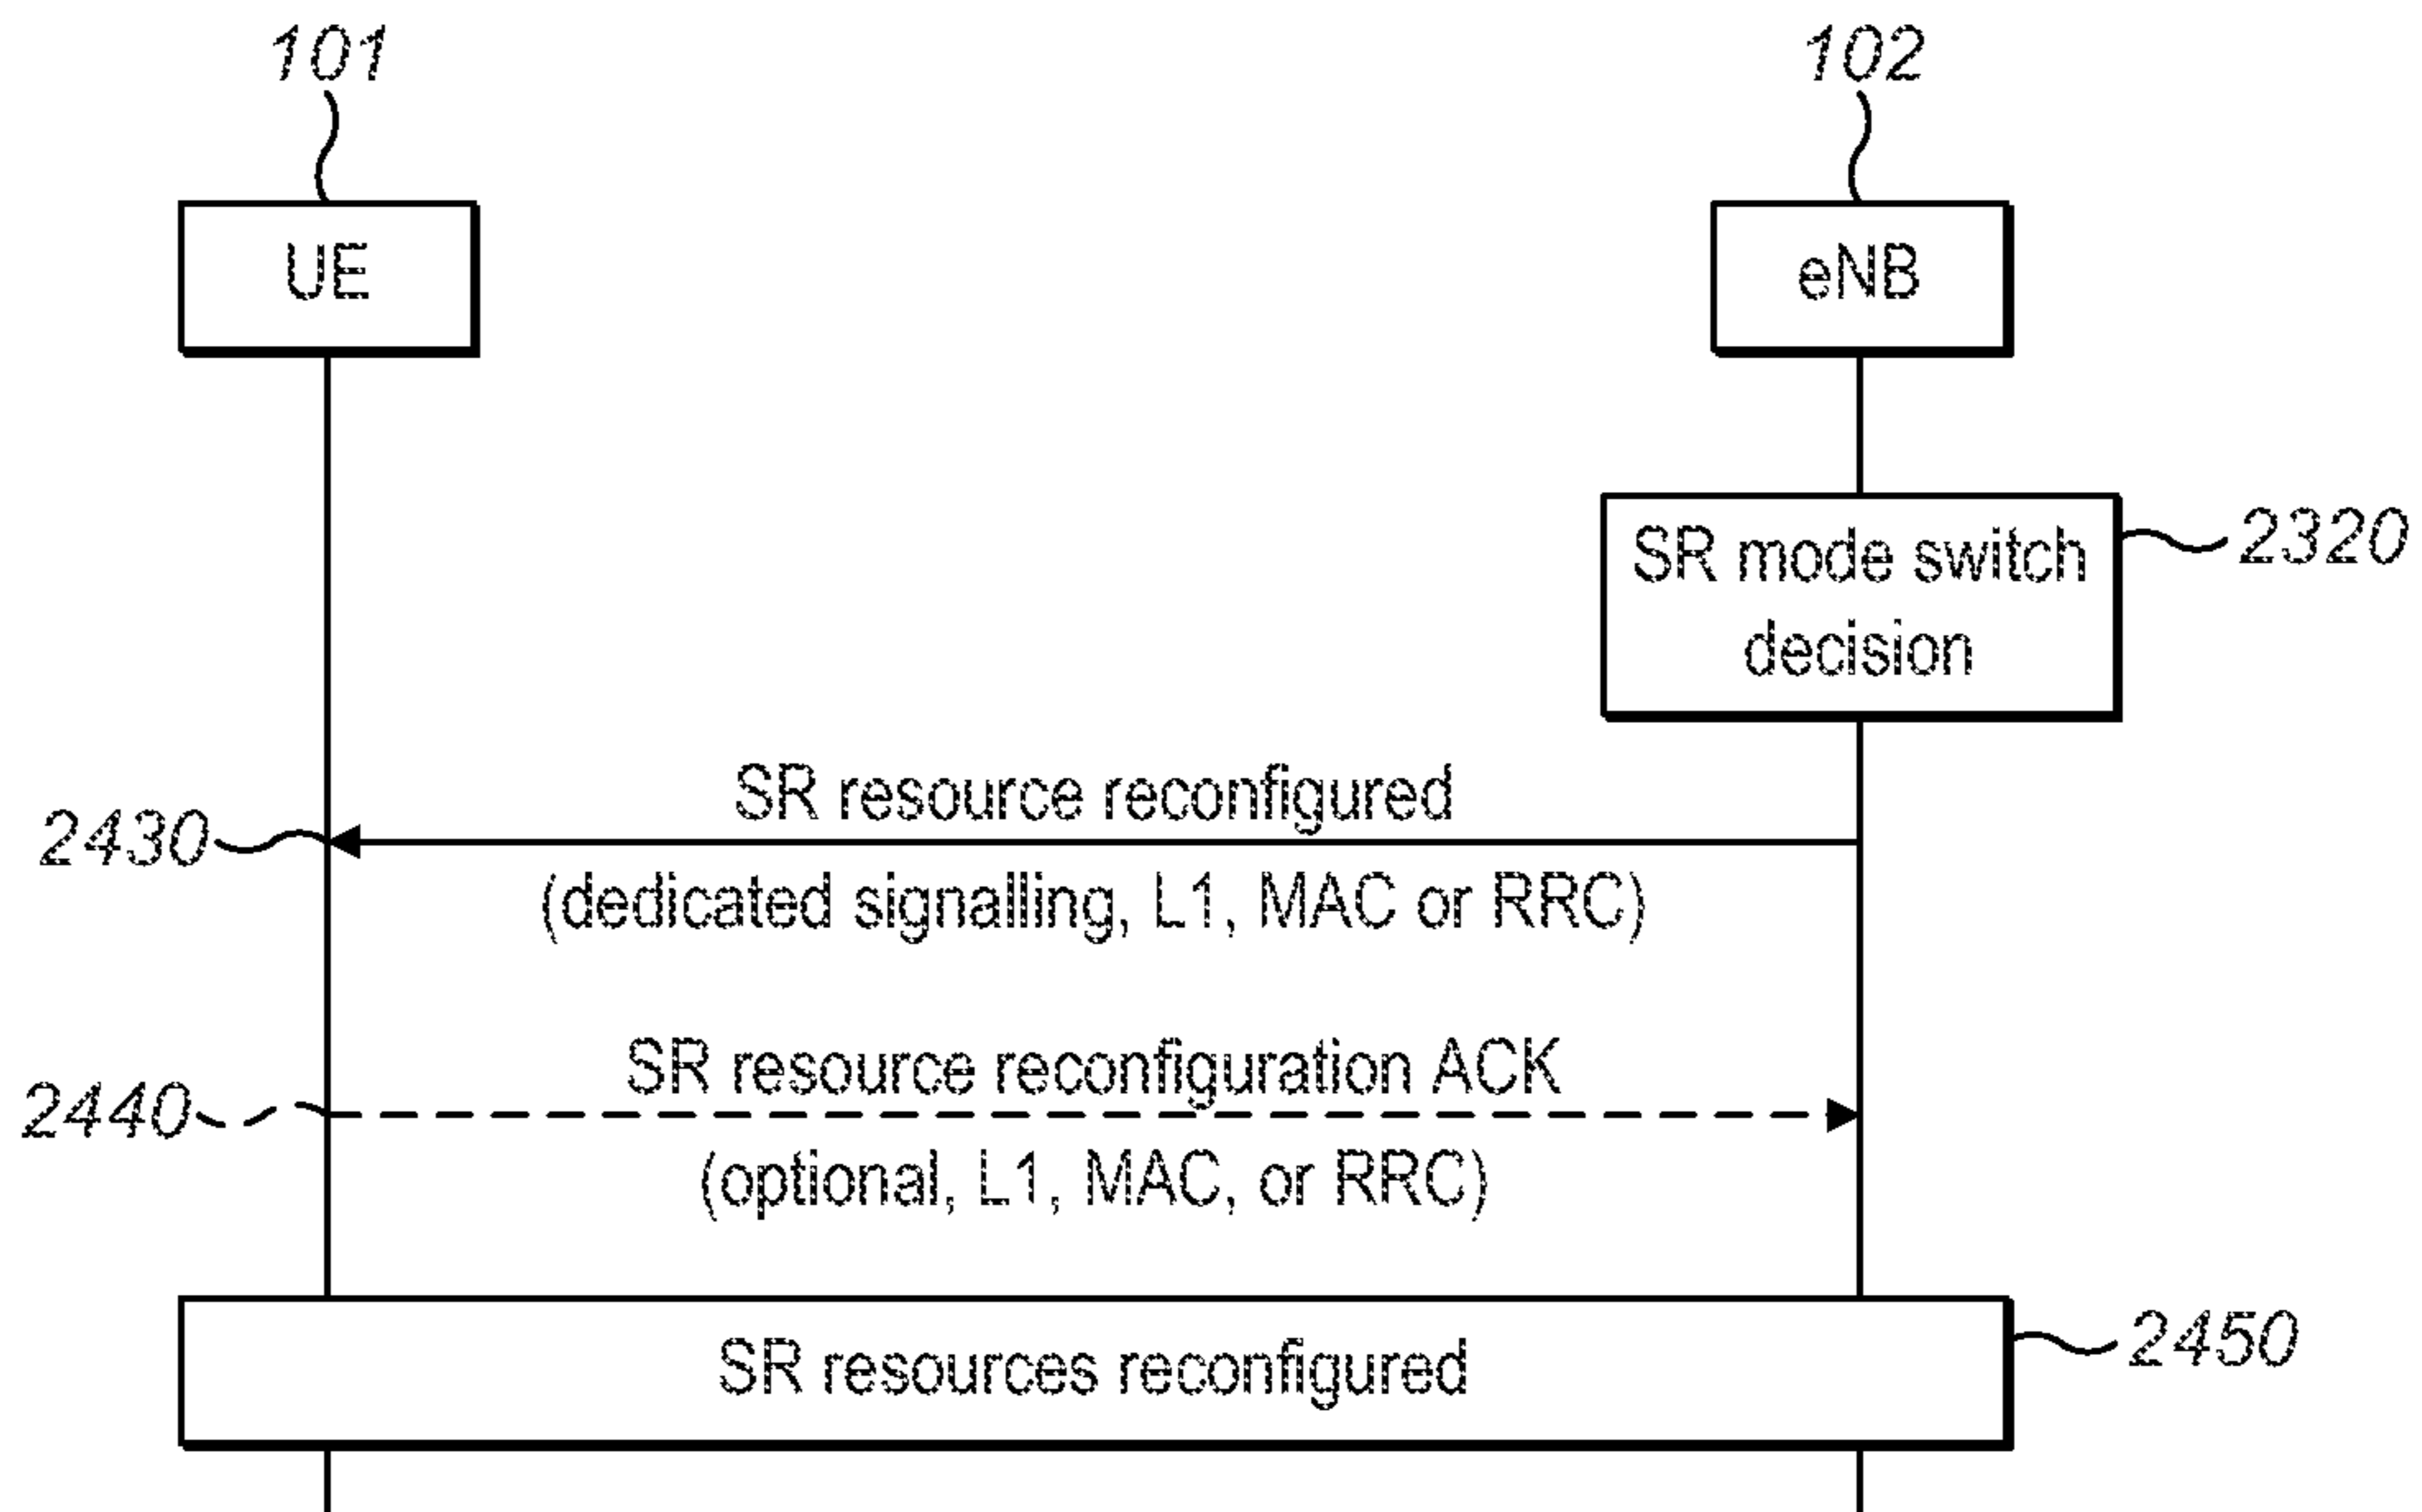 101
102
UE
eNB
SR mode switch
decision
2320
SR resource reconfigured
2430
(dedicated signalling, L1, MAC or RRC)
SR resource reconfiguration ACK
2440
(optional, L1, MAC, or RRC)
SR resources reconfigured
2450